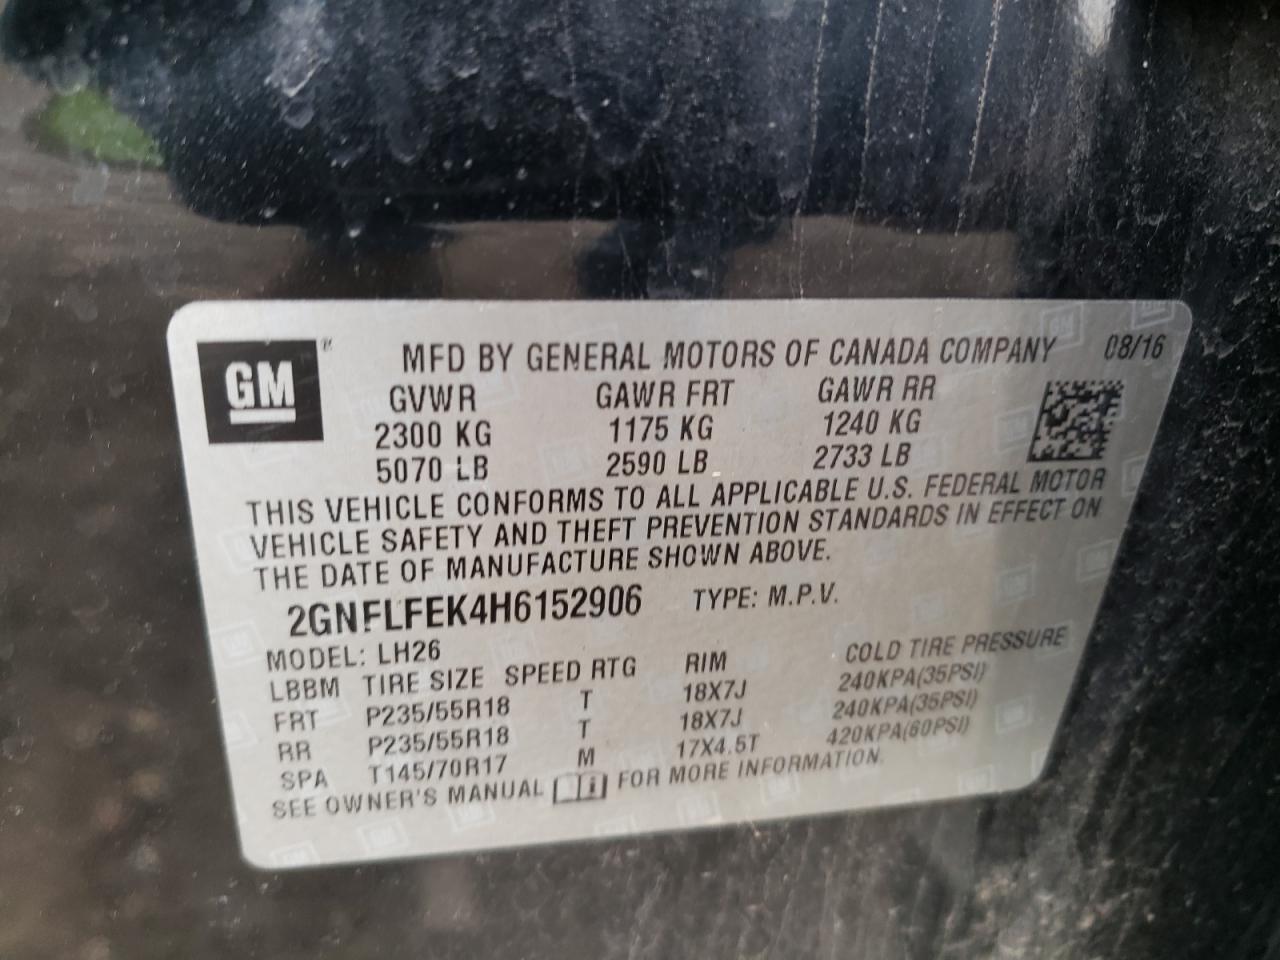 GM
MFD BY GENERAL MOTORS OF CANADA COMPANY 08/16
GVWR GAWR FRT GAWR RR
2300 KG 1175 KG 1240 KG
5070 LB 2590 LB 2733 LB
THIS VEHICLE CONFORMS TO ALL APPLICABLE U.S. FEDERAL MOTOR
VEHICLE SAFETY AND THEFT PREVENTION STANDARDS IN EFFECT ON
THE DATE OF MANUFACTURE SHOWN ABOVE.
2GNFLFEK4H6152906 TYPE: M.P.V.
MODEL: LH26
LBBM TIRE SIZE SPEED RTG RIM COLD TIRE PRESSURE
FRT P235/55R18 T 18X7J 240KPA(35PSI)
RR P235/55R18 T 18X7J 240KPA(35PSI)
SPA T145/70R17 M 17X4.5T 420KPA(60PSI)
SEE OWNER'S MANUAL FOR MORE INFORMATION.